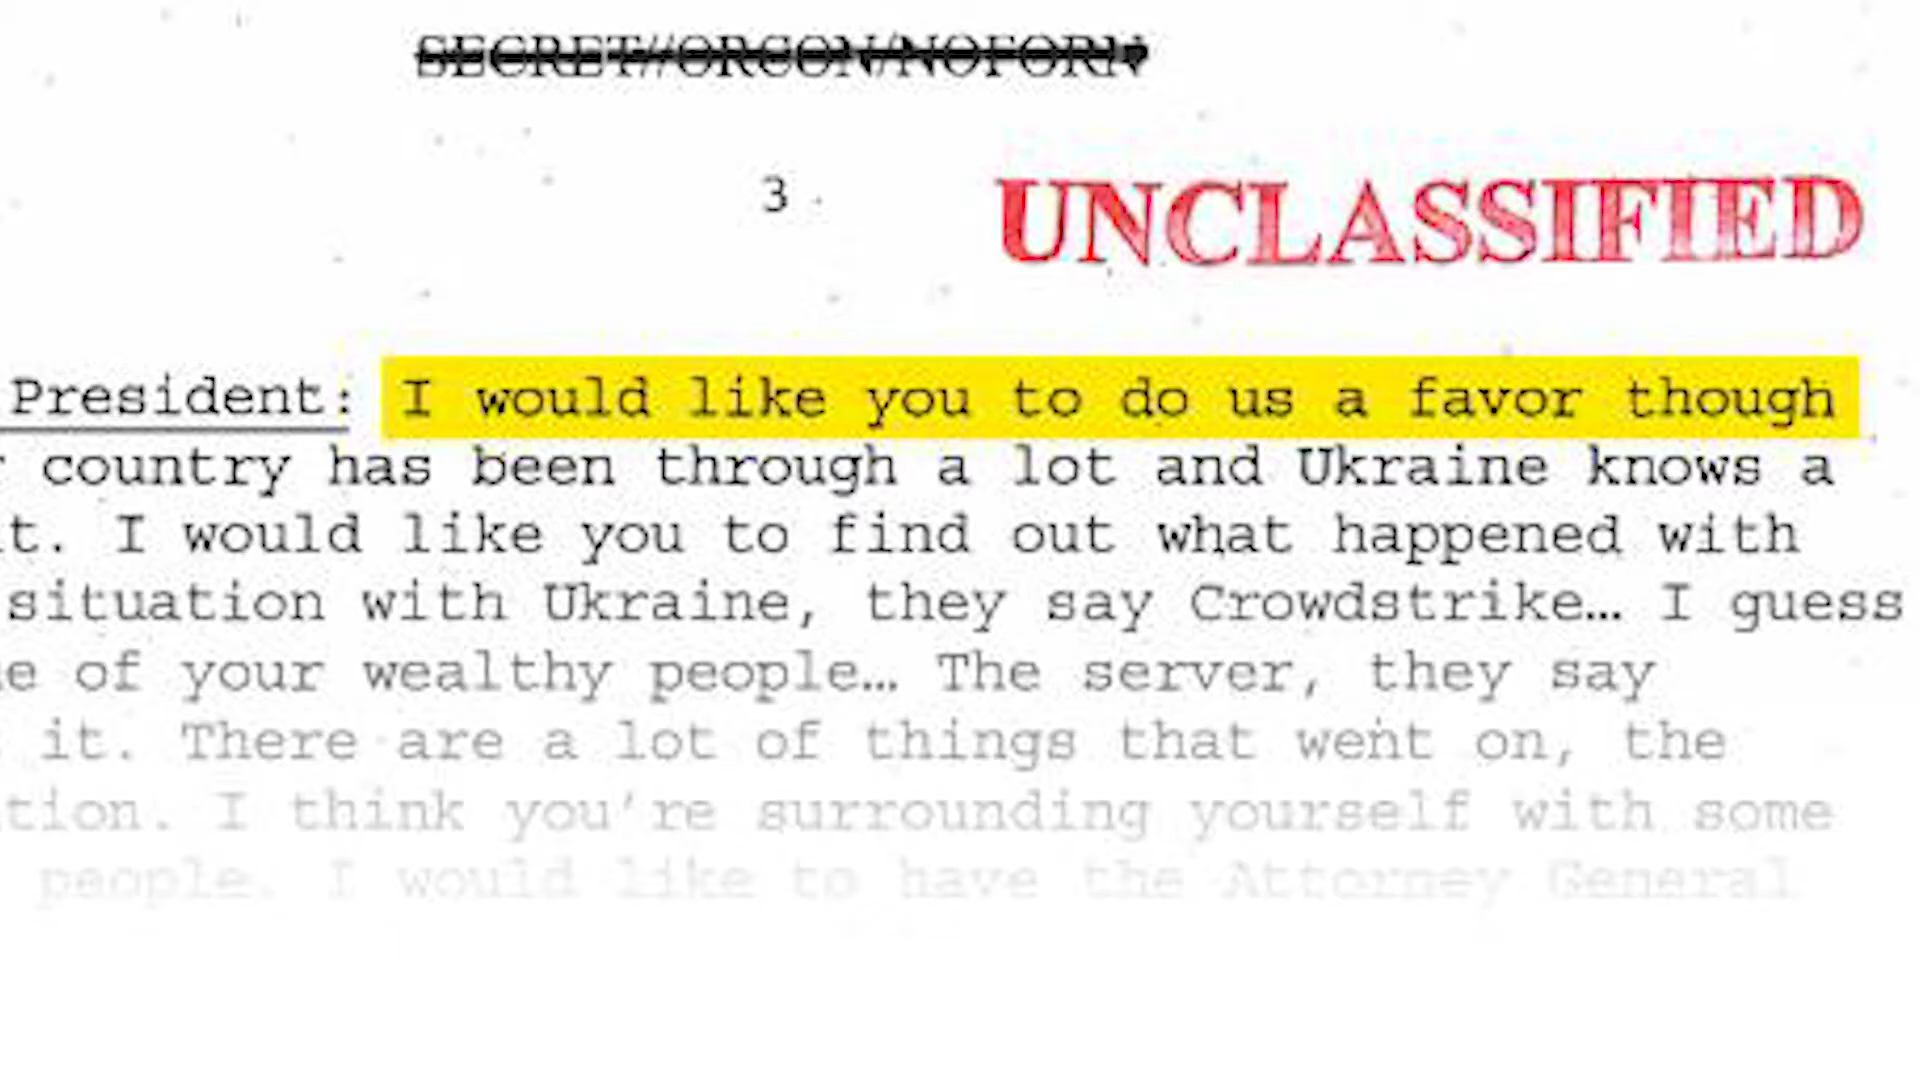 SECRET//ORCON/NOFORN
3
UNCLASSIFIED
President: I would like you to do us a favor though
country has been through a lot and Ukraine knows a
t. I would like you to find out what happened with
situation with Ukraine, they say Crowdstrike… I guess
e of your wealthy people… The server, they say
it. There are a lot of things that went on, the
tion. I think you're surrounding yourself with some
people. I would like to have the Attorney General